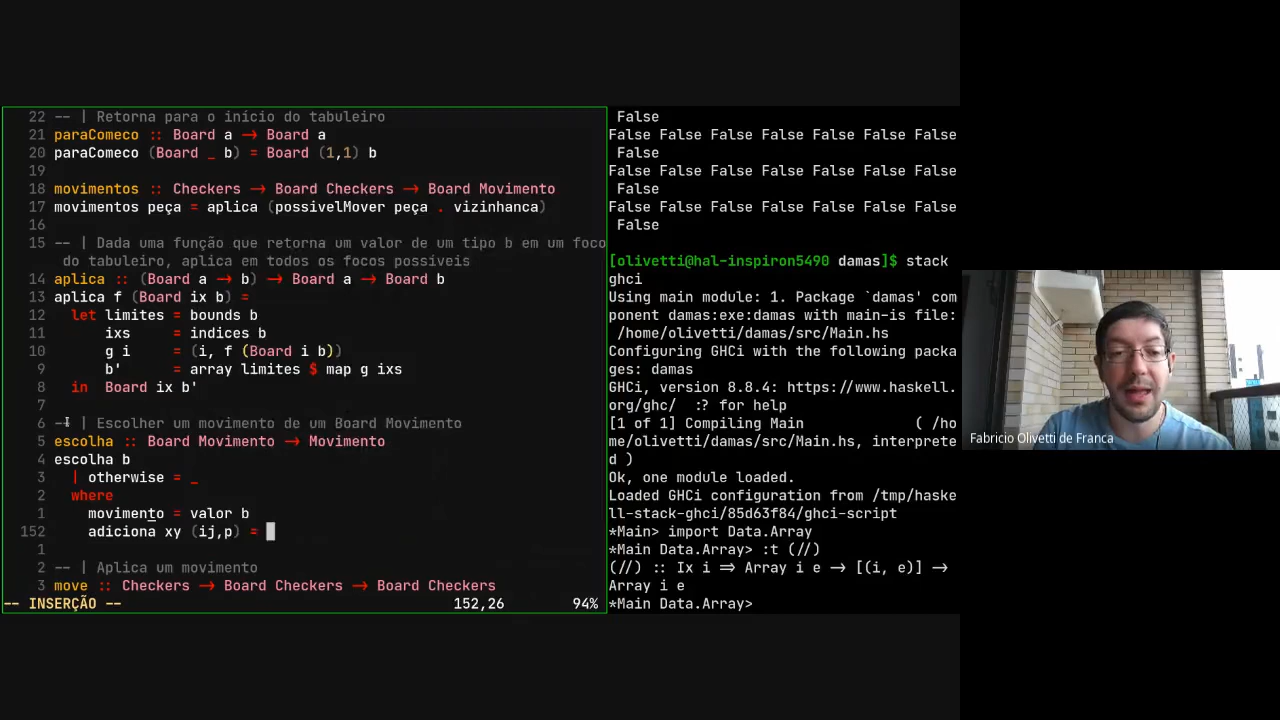 22 -- | Retorna para o início do tabuleiro
21 paraComeco :: Board a → Board a
20 paraComeco (Board _ b) = Board (1,1) b
19
18 movimentos :: Checkers → Board Checkers → Board Movimento
17 movimentos peça = aplica (possivelMover peça . vizinhanca)
16
15 -- | Dada uma função que retorna um valor de um tipo b em um foco
do tabuleiro, aplica em todos os focos possiveis
14 aplica :: (Board a → b) → Board a → Board b
13 aplica f (Board ix b) =
12 let limites = bounds b
11 ixs = indices b
10 g i = (i, f (Board i b))
9 b' = array limites $ map g ixs
8 in Board ix b'
7
6 -- | Escolher um movimento de um Board Movimento
5 escolha :: Board Movimento → Movimento
4 escolha b
3 | otherwise = _
2 where
1 movimento = valor b
152 adiciona xy (ij,p) =
1
2 -- | Aplica um movimento
3 move :: Checkers → Board Checkers → Board Checkers
-- INSERÇÃO -- 152,26 94%
False
False False False False False False False
False
False False False False False False False
False
False False False False False False False
False
[olivetti@hal-inspiron5490 damas]$ stack
ghci
Using main module: 1. Package `damas' com
ponent damas:exe:damas with main-is file:
/home/olivetti/damas/src/Main.hs
Configuring GHCi with the following packa
ges: damas
GHCi, version 8.8.4: https://www.haskell.
org/ghc/ :? for help
[1 of 1] Compiling Main ( /ho
me/olivetti/damas/src/Main.hs, interprete
d )
Ok, one module loaded.
Loaded GHCi configuration from /tmp/haske
ll-stack-ghci/85d63f84/ghci-script
*Main> import Data.Array
*Main Data.Array> :t (//)
(//) :: Ix i ⇒ Array i e → [(i, e)] →
Array i e
*Main Data.Array>
Fabricio Olivetti de Franca